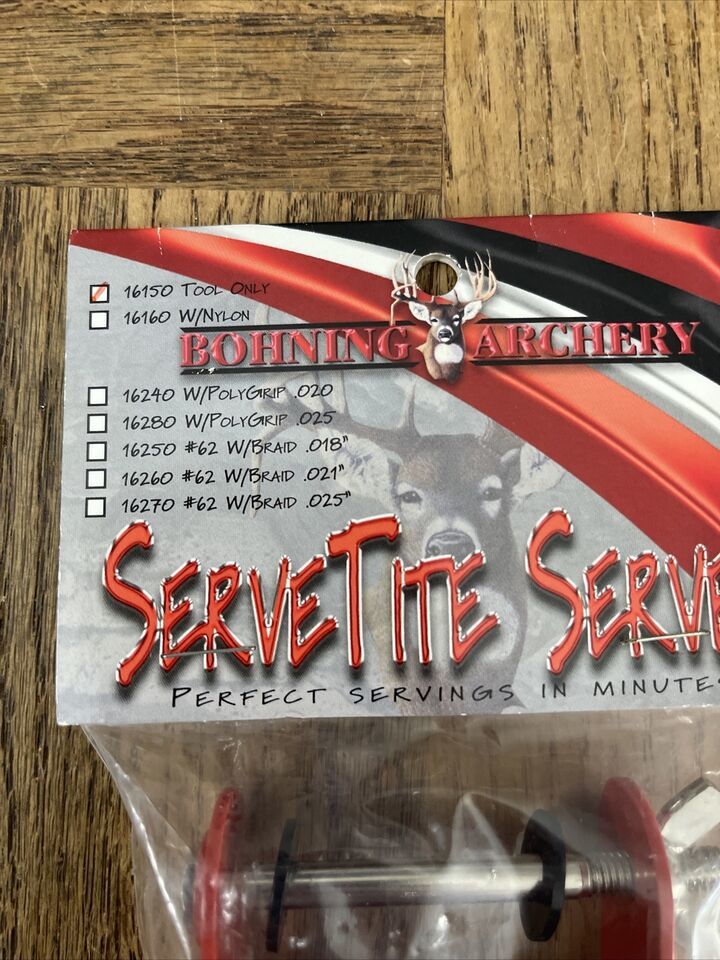 16150 Tool Only
16160 W/Nylon
BOHNING ARCHERY
16240 W/PolyGrip .020
16280 W/PolyGrip .025
16250 #62 W/Braid .018"
16260 #62 W/Braid .021"
16270 #62 W/Braid .025"
SERVETITE SERVE
PERFECT SERVINGS IN MINUTES